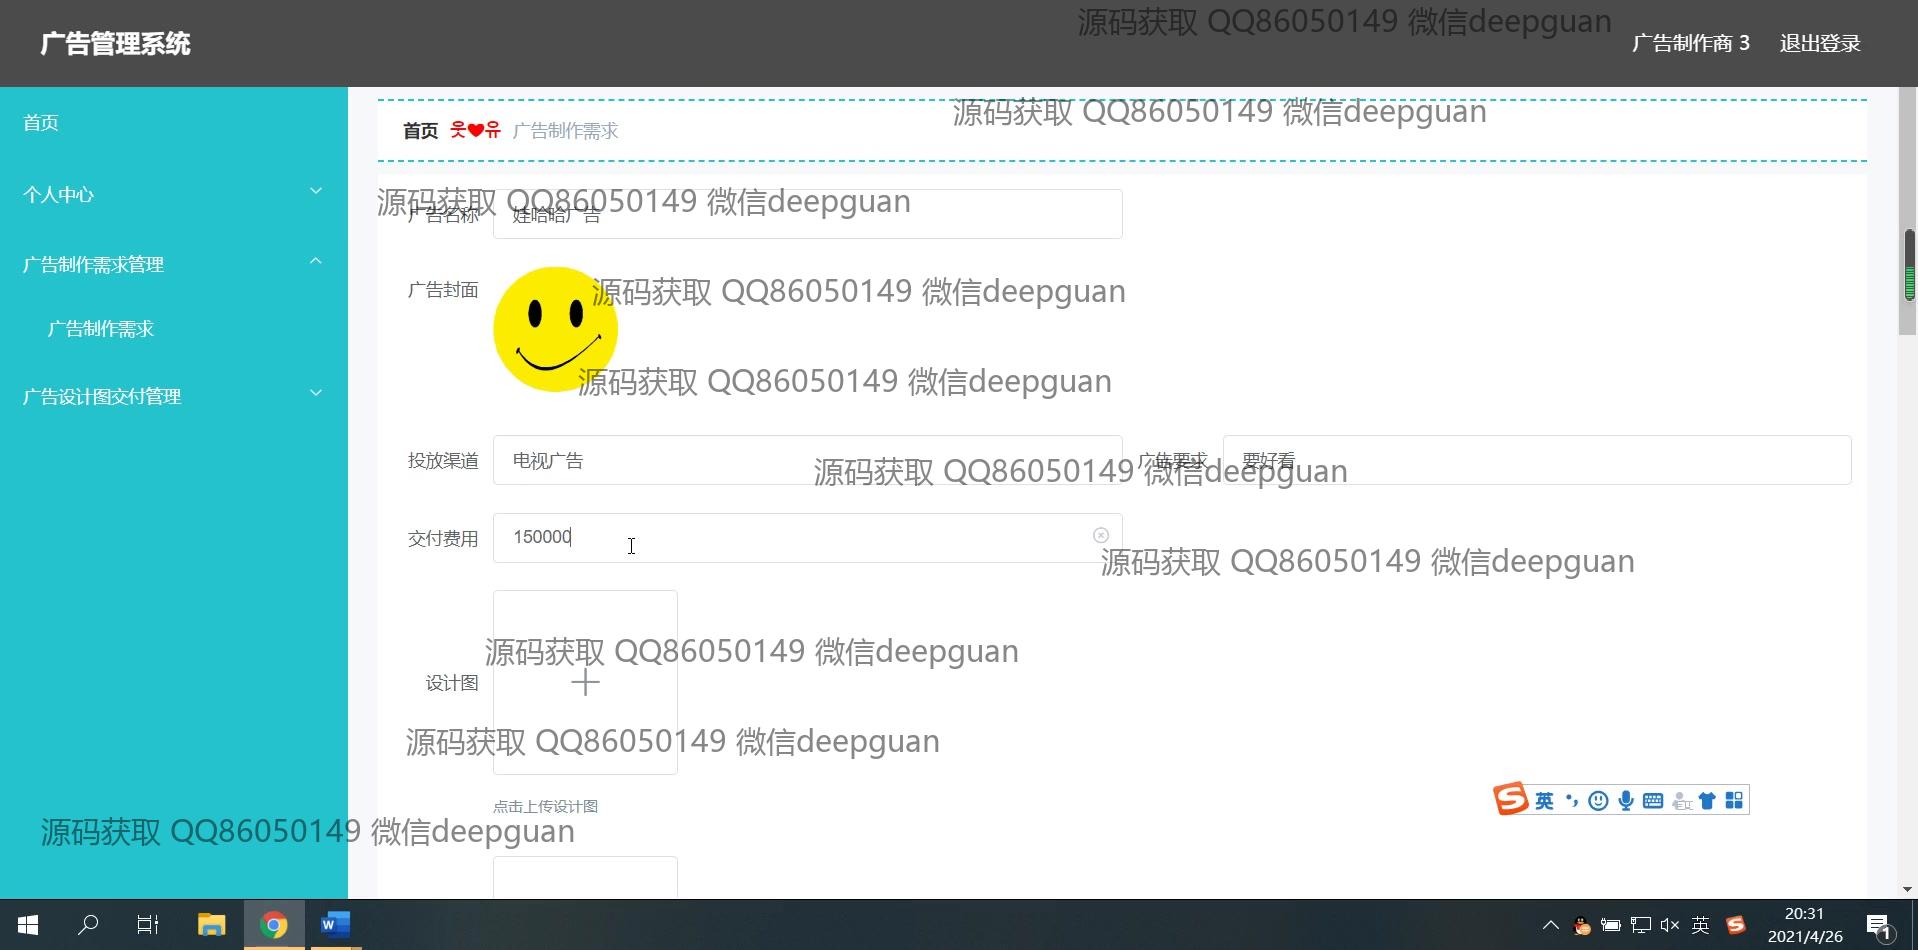 源码获取 QQ86050149 微信deepguan
广告管理系统
广告制作商 3 退出登录
首页
源码获取 QQ86050149 微信deepguan
首页 웃❤유 广告制作需求
个人中心
源码获取 QQ86050149 微信deepguan
广告名称 娃哈哈广告
广告制作需求管理
广告封面
源码获取 QQ86050149 微信deepguan
广告制作需求
源码获取 QQ86050149 微信deepguan
广告设计图交付管理
投放渠道 电视广告 广告要求 要好看
源码获取 QQ86050149 微信deepguan
交付费用 150000
源码获取 QQ86050149 微信deepguan
源码获取 QQ86050149 微信deepguan
设计图
源码获取 QQ86050149 微信deepguan
点击上传设计图
英
源码获取 QQ86050149 微信deepguan
英
20:31
2021/4/26
1